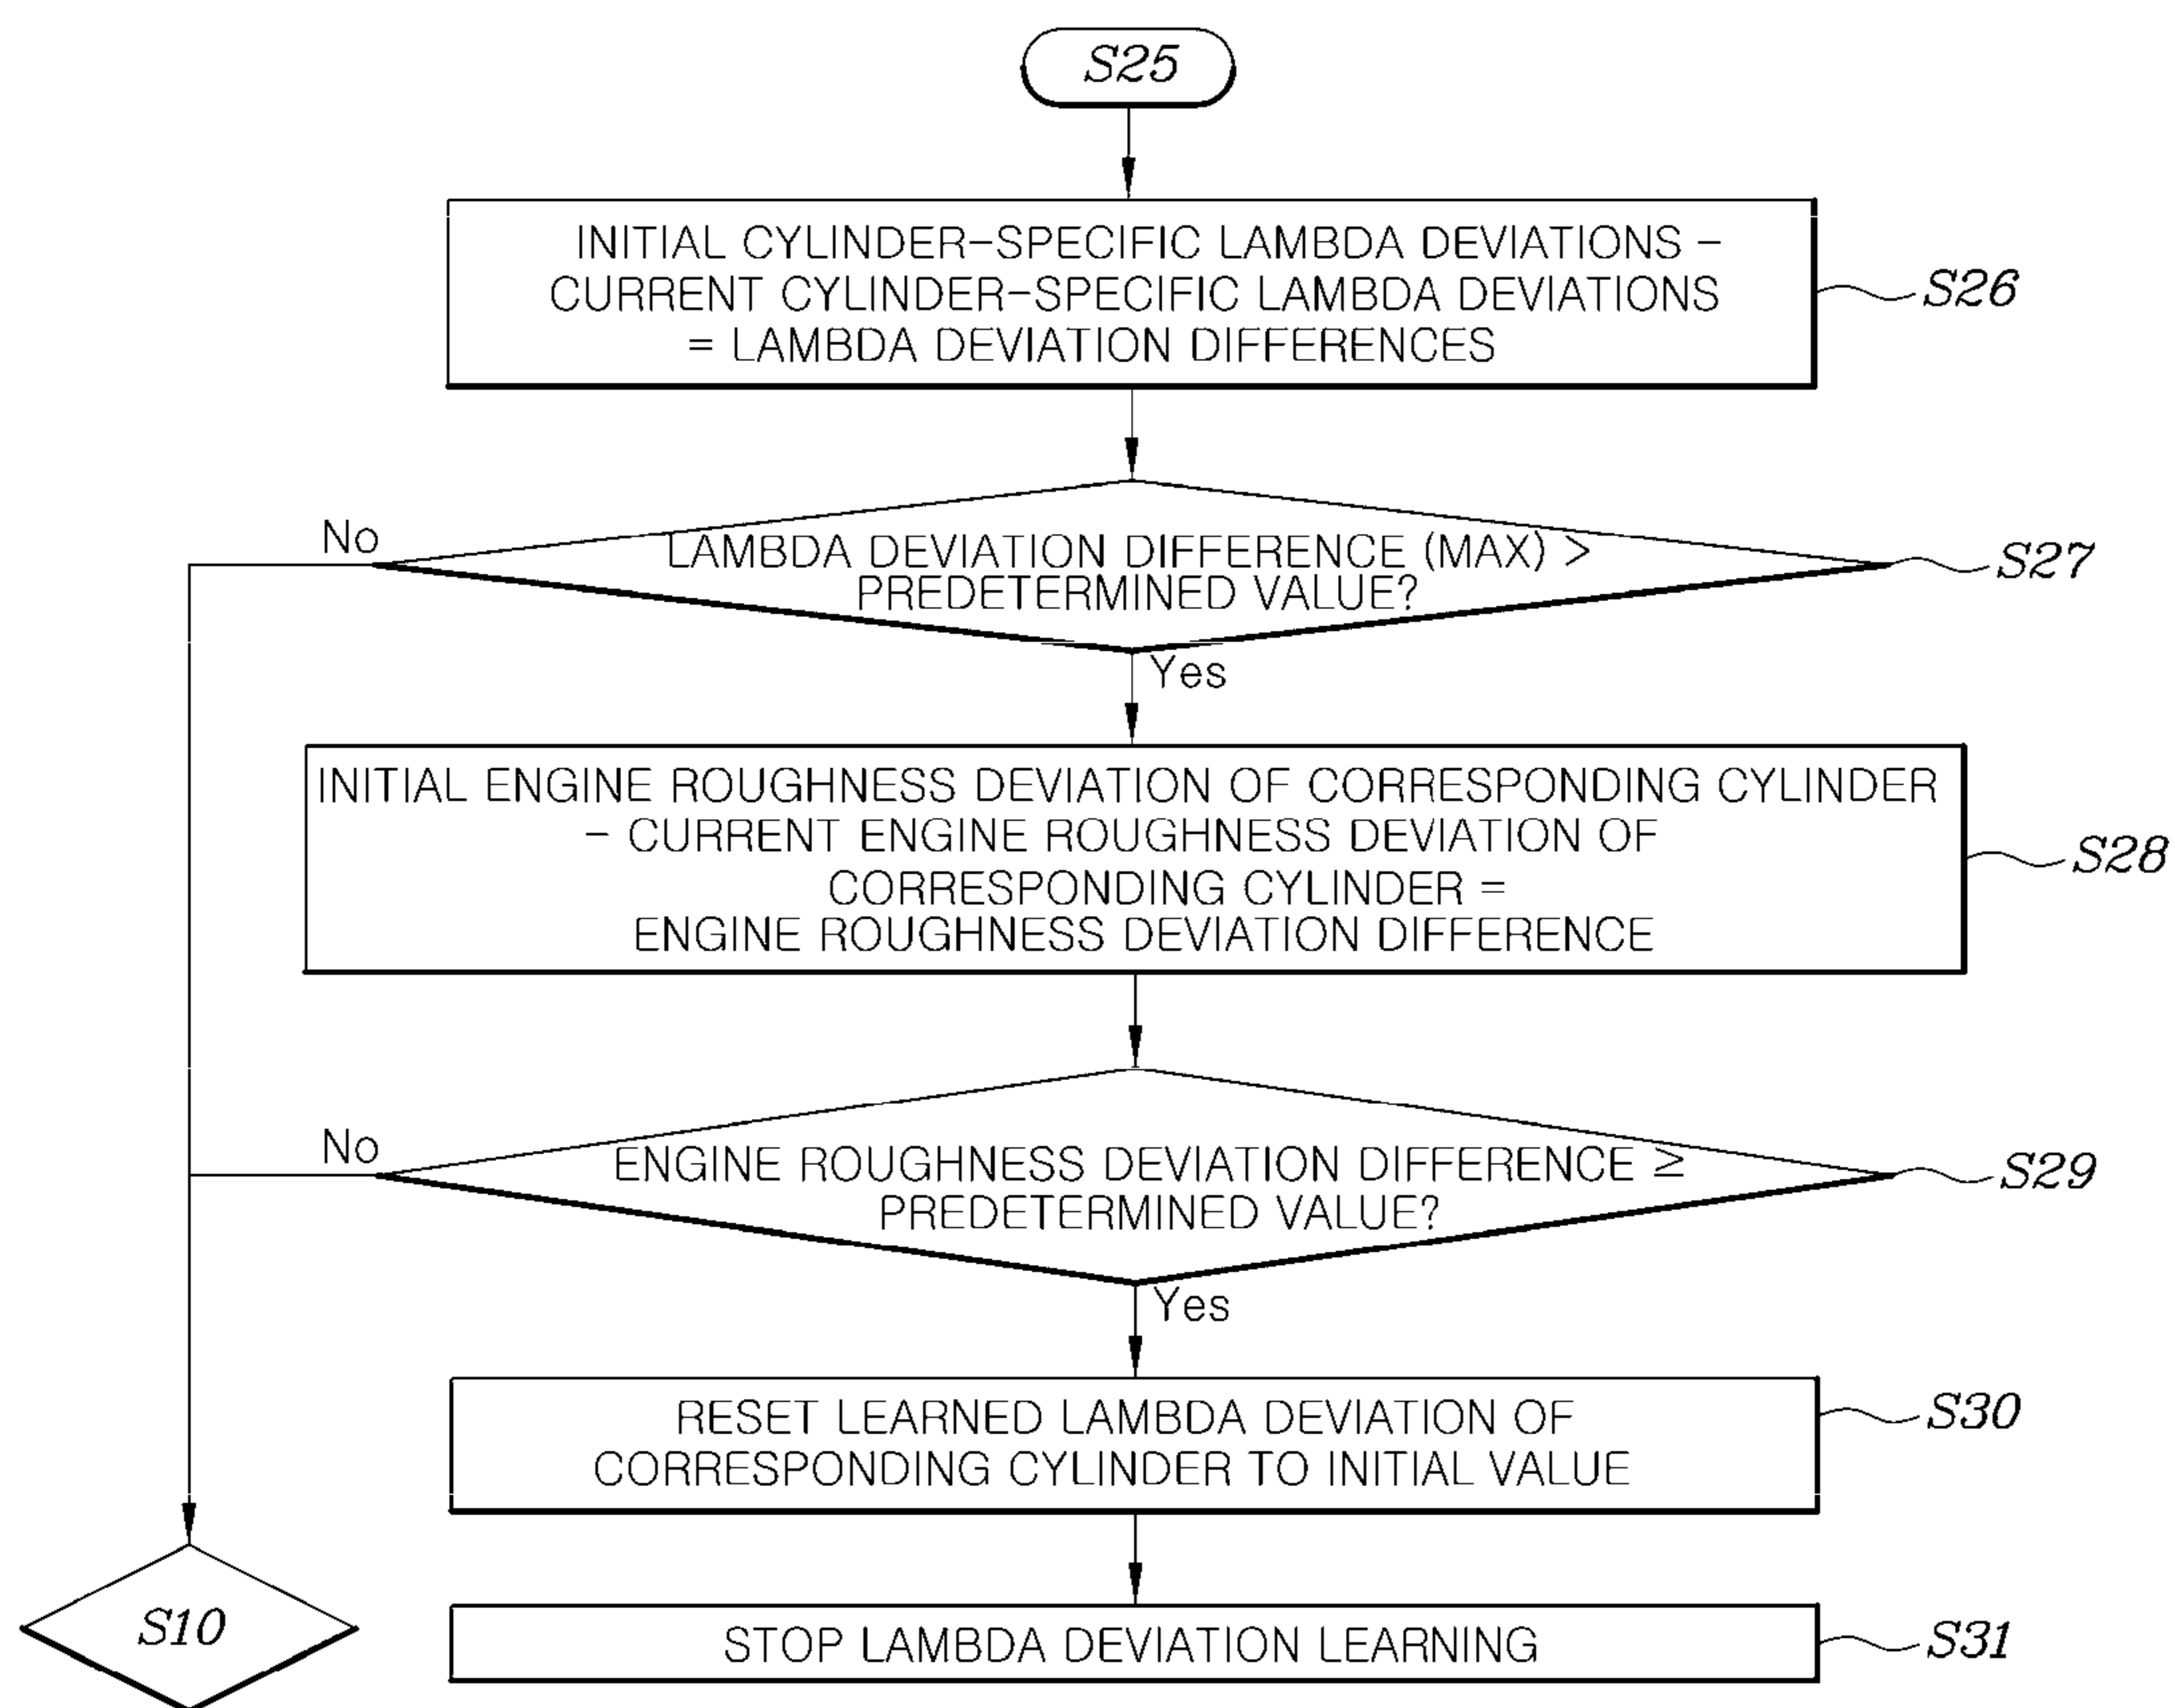 S25
INITIAL CYLINDER-SPECIFIC LAMBDA DEVIATIONS -
CURRENT CYLINDER-SPECIFIC LAMBDA DEVIATIONS
= LAMBDA DEVIATION DIFFERENCES
S26
No
LAMBDA DEVIATION DIFFERENCE (MAX) >
PREDETERMINED VALUE?
S27
Yes
INITIAL ENGINE ROUGHNESS DEVIATION OF CORRESPONDING CYLINDER
- CURRENT ENGINE ROUGHNESS DEVIATION OF
CORRESPONDING CYLINDER =
ENGINE ROUGHNESS DEVIATION DIFFERENCE
S28
No
ENGINE ROUGHNESS DEVIATION DIFFERENCE ≥
PREDETERMINED VALUE?
S29
Yes
RESET LEARNED LAMBDA DEVIATION OF
CORRESPONDING CYLINDER TO INITIAL VALUE
S30
S10
STOP LAMBDA DEVIATION LEARNING
S31